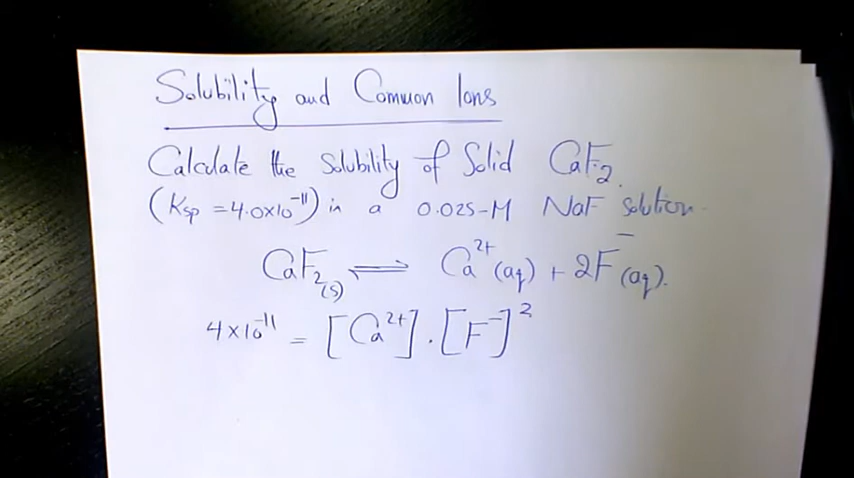 Solubility and Common Ions
Calculate the Solubility of Solid CaF₂.
(Ksp = 4.0×10⁻¹¹) in a 0.025-M NaF solution.
CaF₂(s) ⇌ Ca²⁺(aq) + 2F⁻(aq).
4×10⁻¹¹ = [Ca²⁺] · [F⁻]²